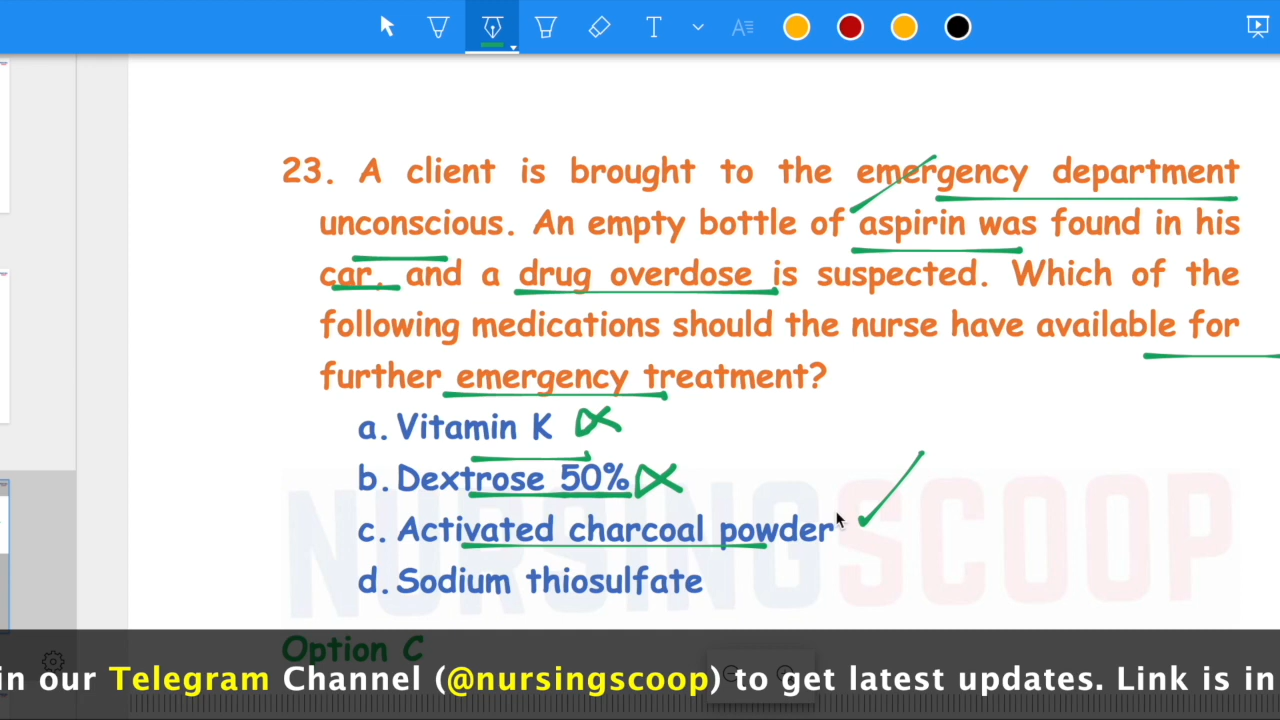 T
A
23. A client is brought to the emergency department
unconscious. An empty bottle of aspirin was found in his
car, and a drug overdose is suspected. Which of the
following medications should the nurse have available for
further emergency treatment?
a. Vitamin K
b. Dextrose 50%
c. Activated charcoal powder
d. Sodium thiosulfate
NURSINGSCOOP
Option C
in our Telegram Channel (@nursingscoop) to get latest updates. Link is in